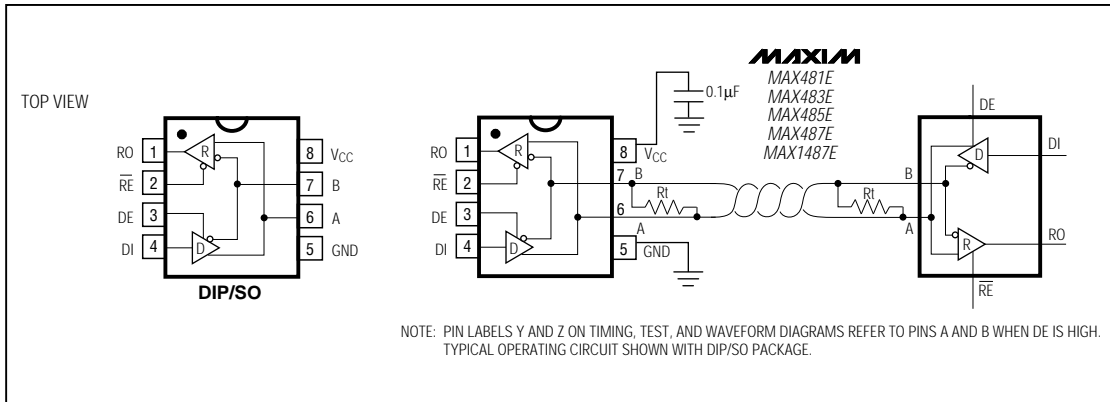 TOP VIEW
RO 1
RE 2
DE 3
DI 4
8 VCC
7 B
6 A
5 GND
R
D
DIP/SO
RO 1
RE 2
DE 3
DI 4
R
D
8 VCC
7 B
6 A
5 GND
0.1µF
MAXIM
MAX481E
MAX483E
MAX485E
MAX487E
MAX1487E
Rt
Rt
B
A
DE
D
DI
R
RO
RE
NOTE: PIN LABELS Y AND Z ON TIMING, TEST, AND WAVEFORM DIAGRAMS REFER TO PINS A AND B WHEN DE IS HIGH.
TYPICAL OPERATING CIRCUIT SHOWN WITH DIP/SO PACKAGE.